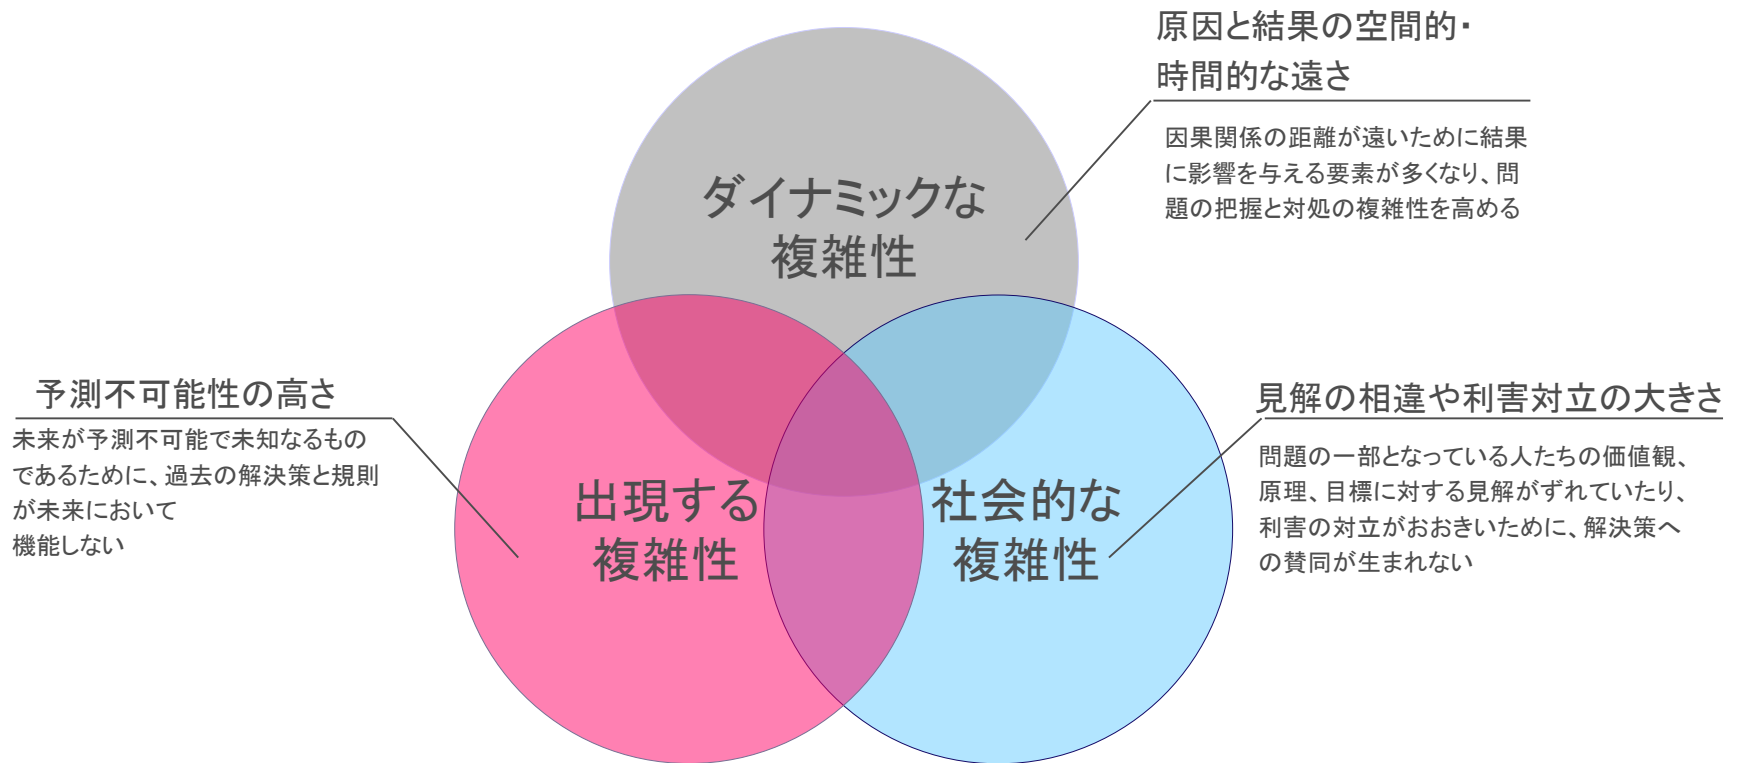 原因と結果の空間的・
時間的な遠さ
因果関係の距離が遠いために結果
に影響を与える要素が多くなり、問
題の把握と対処の複雑性を高める
ダイナミックな
複雑性
予測不可能性の高さ
未来が予測不可能で未知なるもの
であるために、過去の解決策と規則
が未来において
機能しない
出現する
複雑性
社会的な
複雑性
見解の相違や利害対立の大きさ
問題の一部となっている人たちの価値観、
原理、目標に対する見解がずれていたり、
利害の対立がおおきいために、解決策へ
の賛同が生まれない